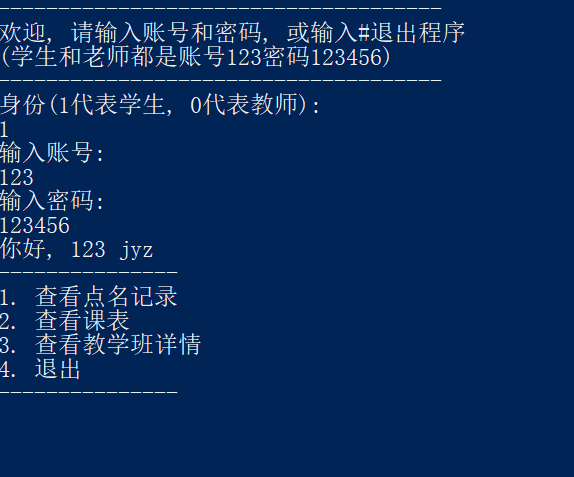 --------------------------------------
欢迎, 请输入账号和密码, 或输入#退出程序
(学生和老师都是账号123密码123456)
--------------------------------------
身份(1代表学生, 0代表教师):
1
输入账号:
123
输入密码:
123456
你好, 123 jyz
---------------
1. 查看点名记录
2. 查看课表
3. 查看教学班详情
4. 退出
---------------